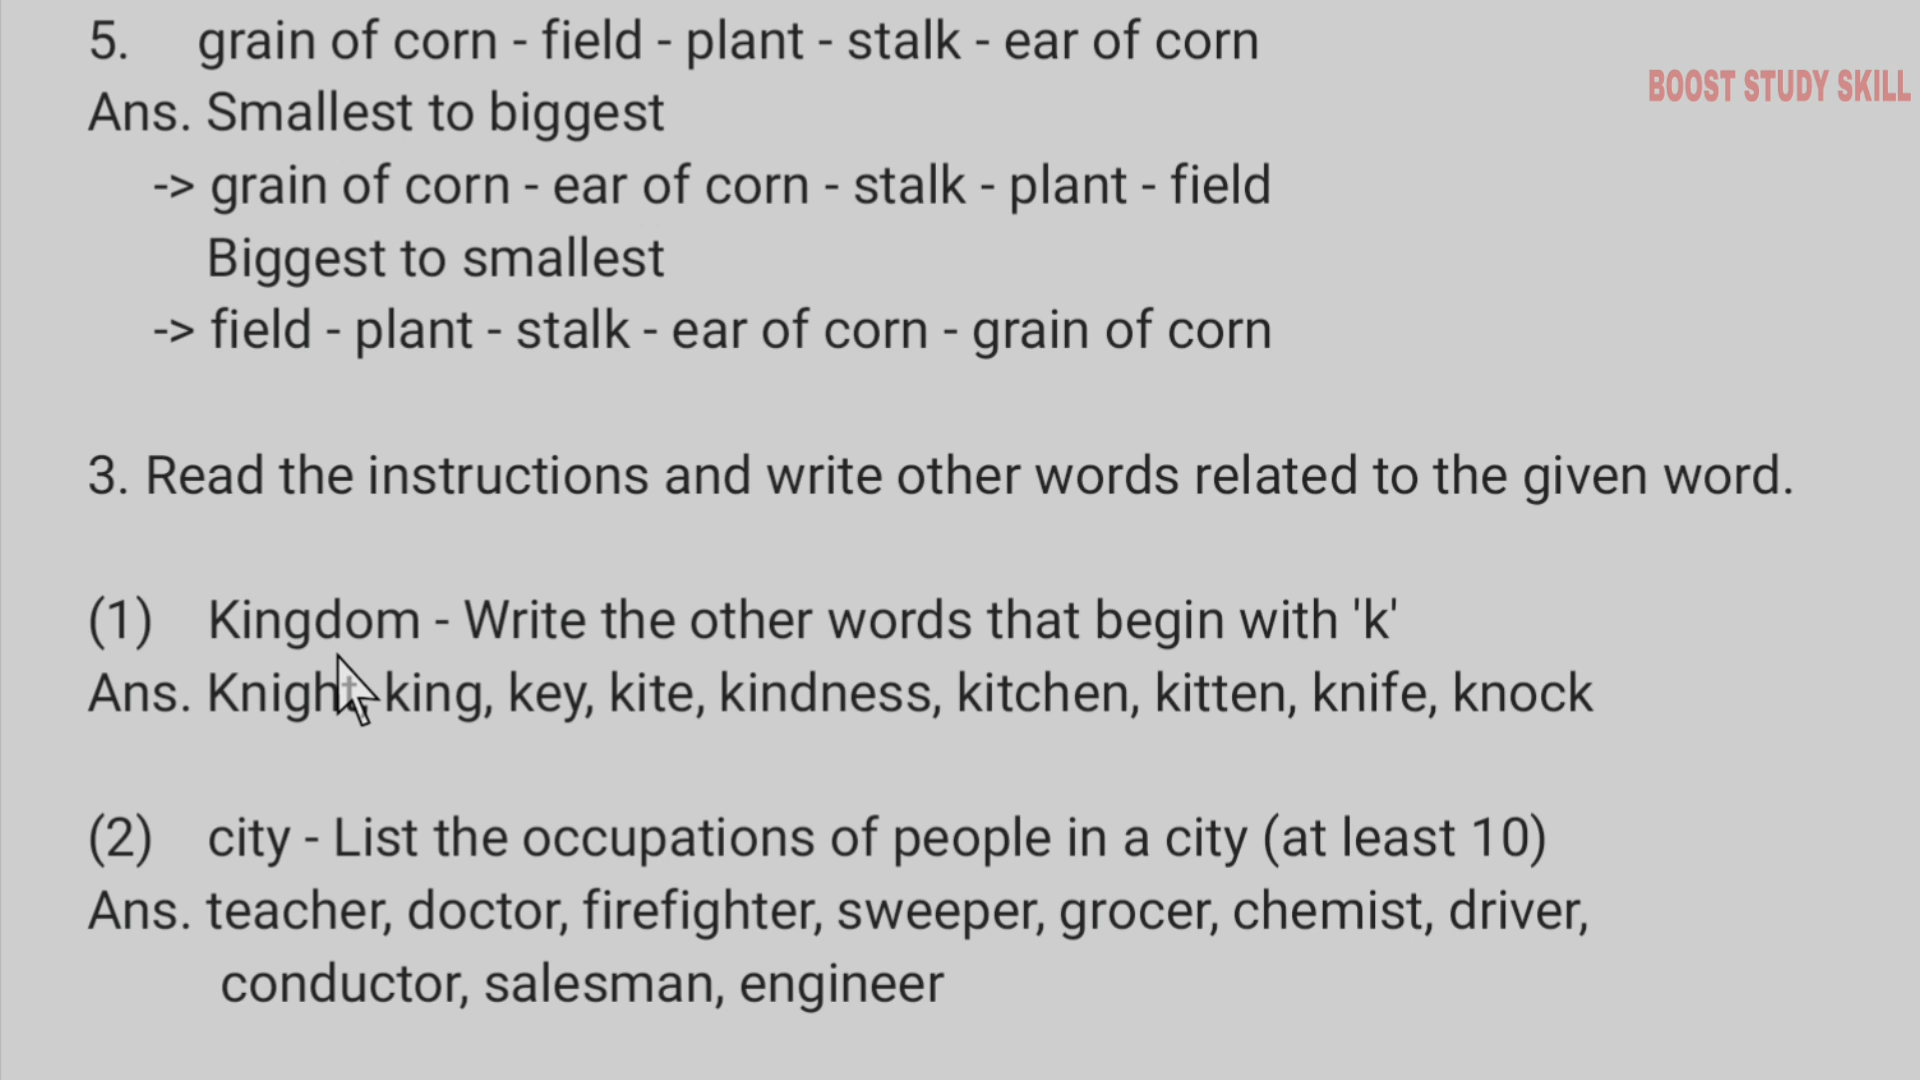 5. grain of corn - field - plant - stalk - ear of corn
BOOST STUDY SKILL
Ans. Smallest to biggest
-> grain of corn - ear of corn - stalk - plant - field
Biggest to smallest
-> field - plant - stalk - ear of corn - grain of corn
3. Read the instructions and write other words related to the given word.
(1) Kingdom - Write the other words that begin with 'k'
Ans. Knight, king, key, kite, kindness, kitchen, kitten, knife, knock
(2) city - List the occupations of people in a city (at least 10)
Ans. teacher, doctor, firefighter, sweeper, grocer, chemist, driver,
conductor, salesman, engineer